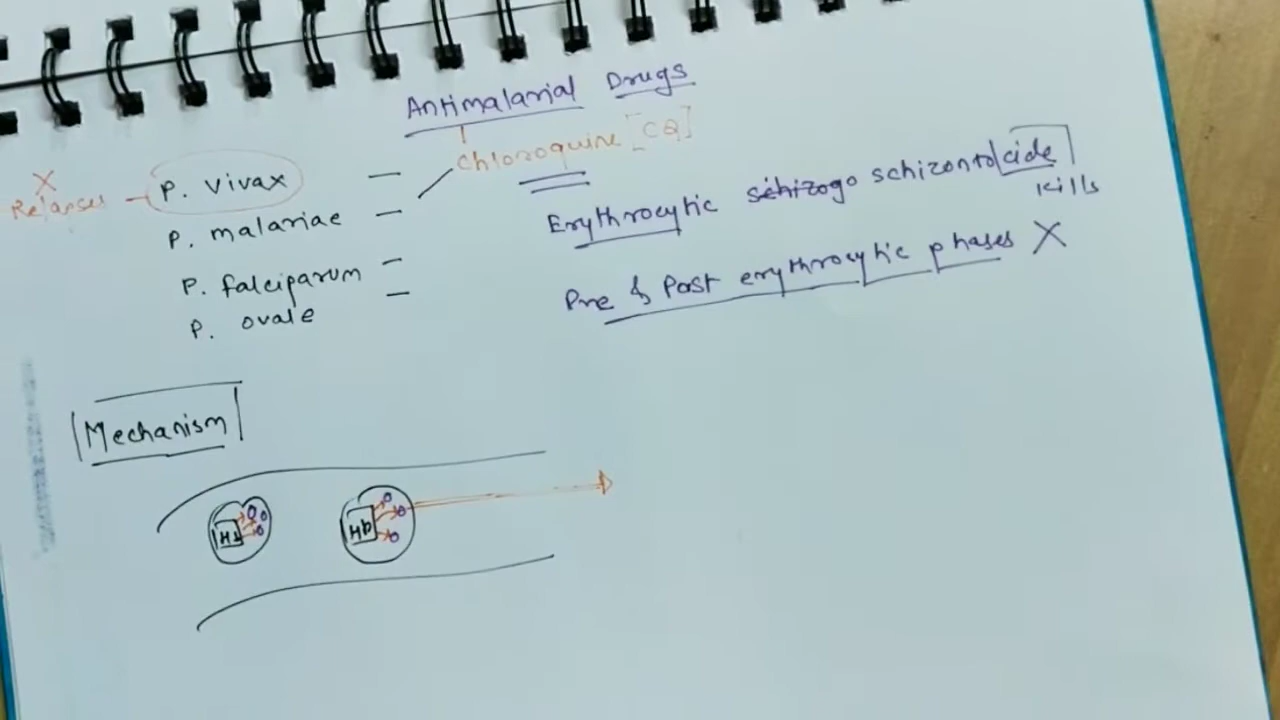 Antimalarial Drugs
Chloroquine [CQ]
X
Relapses
P. vivax
P. malariae
P. falciparum
P. ovale
Erythrocytic schizogo schizontocide
kills
Pre & Post erythrocytic phases X
Mechanism
Hb
Hb